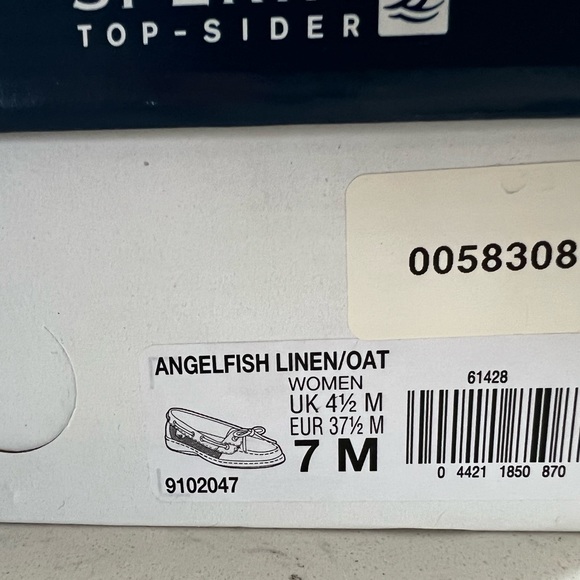 TOP-SIDER
0058308
ANGELFISH LINEN/OAT
WOMEN
UK 4½ M
EUR 37½ M
7 M
9102047
61428
0 4421 1850 870